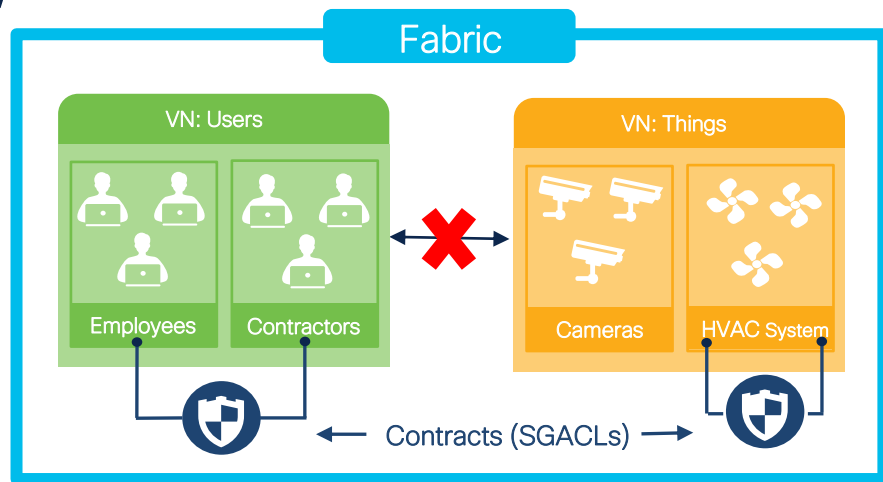 Fabric
VN: Users
VN: Things
Employees
Contractors
Cameras
HVAC System
Contracts (SGACLs)